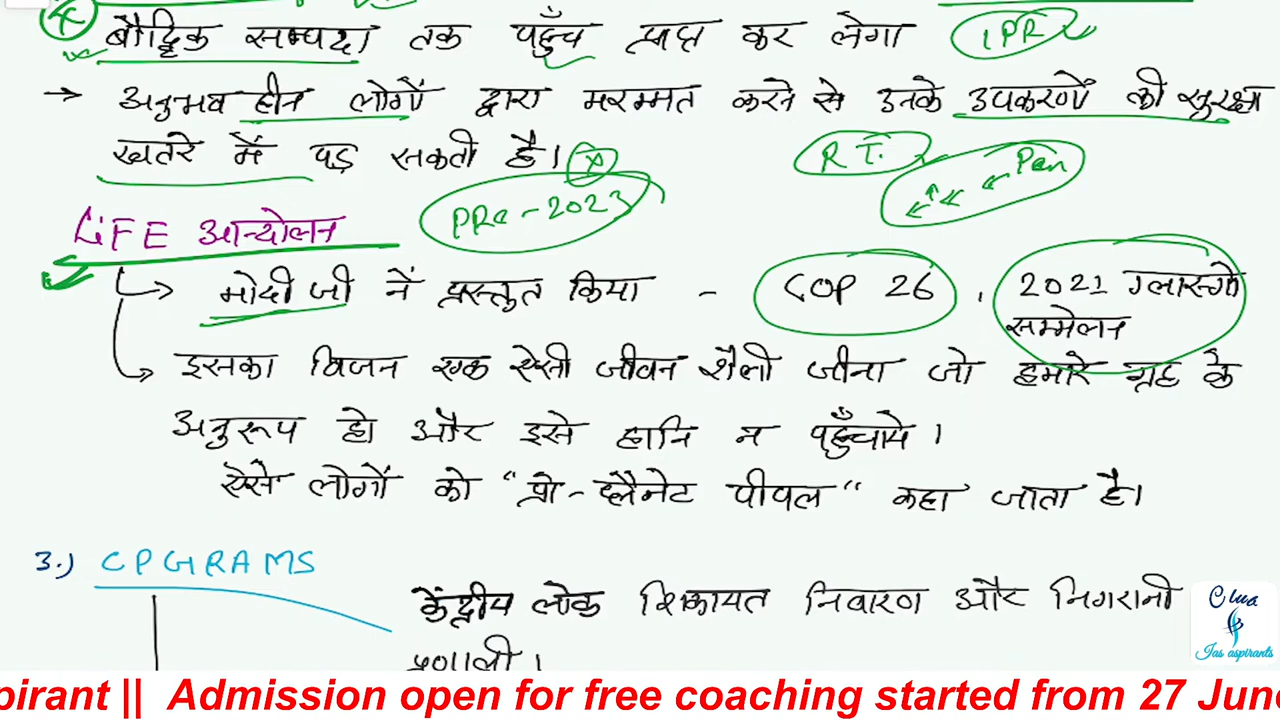 बौद्धिक सम्पदा तक पहुँच प्राप्त कर लेगा IPR
→ अनुभव हीन लोगों द्वारा मरम्मत करने से उनके उपकरणों की सुरक्षा
खतरे में पड़ सकती है। R T. Pen
LiFE आन्दोलन PRe - 2023
→ मोदी जी नें प्रस्तुत किया - COP 26, 2021 ग्लास्गो
सम्मेलन
→ इसका विजन एक ऐसी जीवन शैली जीना जो हमारे ग्रह के
अनुरूप हो और इसे हानि न पहुँचाये।
ऐसे लोगों को "प्रो-प्लैनेट पीपल" कहा जाता है।
3.) CPGRAMS
केंद्रीय लोक शिकायत निवारण और निगरानी
प्रणाली।
Clue
Ias aspirants
spirant || Admission open for free coaching started from 27 June